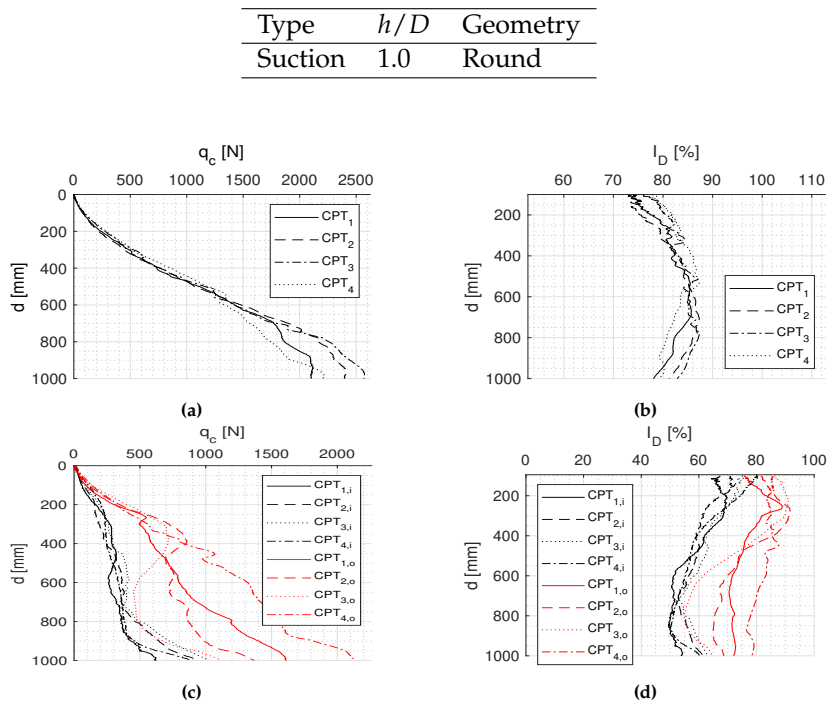 Type h/D Geometry
Suction 1.0 Round
q_c [N]
0 500 1000 1500 2000 2500
0
200
400
600
800
1000
d [mm]
CPT_1
CPT_2
CPT_3
CPT_4
(a)
I_D [%]
60 70 80 90 100 110
200
400
600
800
1000
d [mm]
CPT_1
CPT_2
CPT_3
CPT_4
(b)
q_c [N]
0 500 1000 1500 2000
0
200
400
600
800
1000
d [mm]
CPT_1,i
CPT_2,i
CPT_3,i
CPT_4,i
CPT_1,o
CPT_2,o
CPT_3,o
CPT_4,o
(c)
I_D [%]
0 20 40 60 80 100
200
400
600
800
1000
d [mm]
CPT_1,i
CPT_2,i
CPT_3,i
CPT_4,i
CPT_1,o
CPT_2,o
CPT_3,o
CPT_4,o
(d)